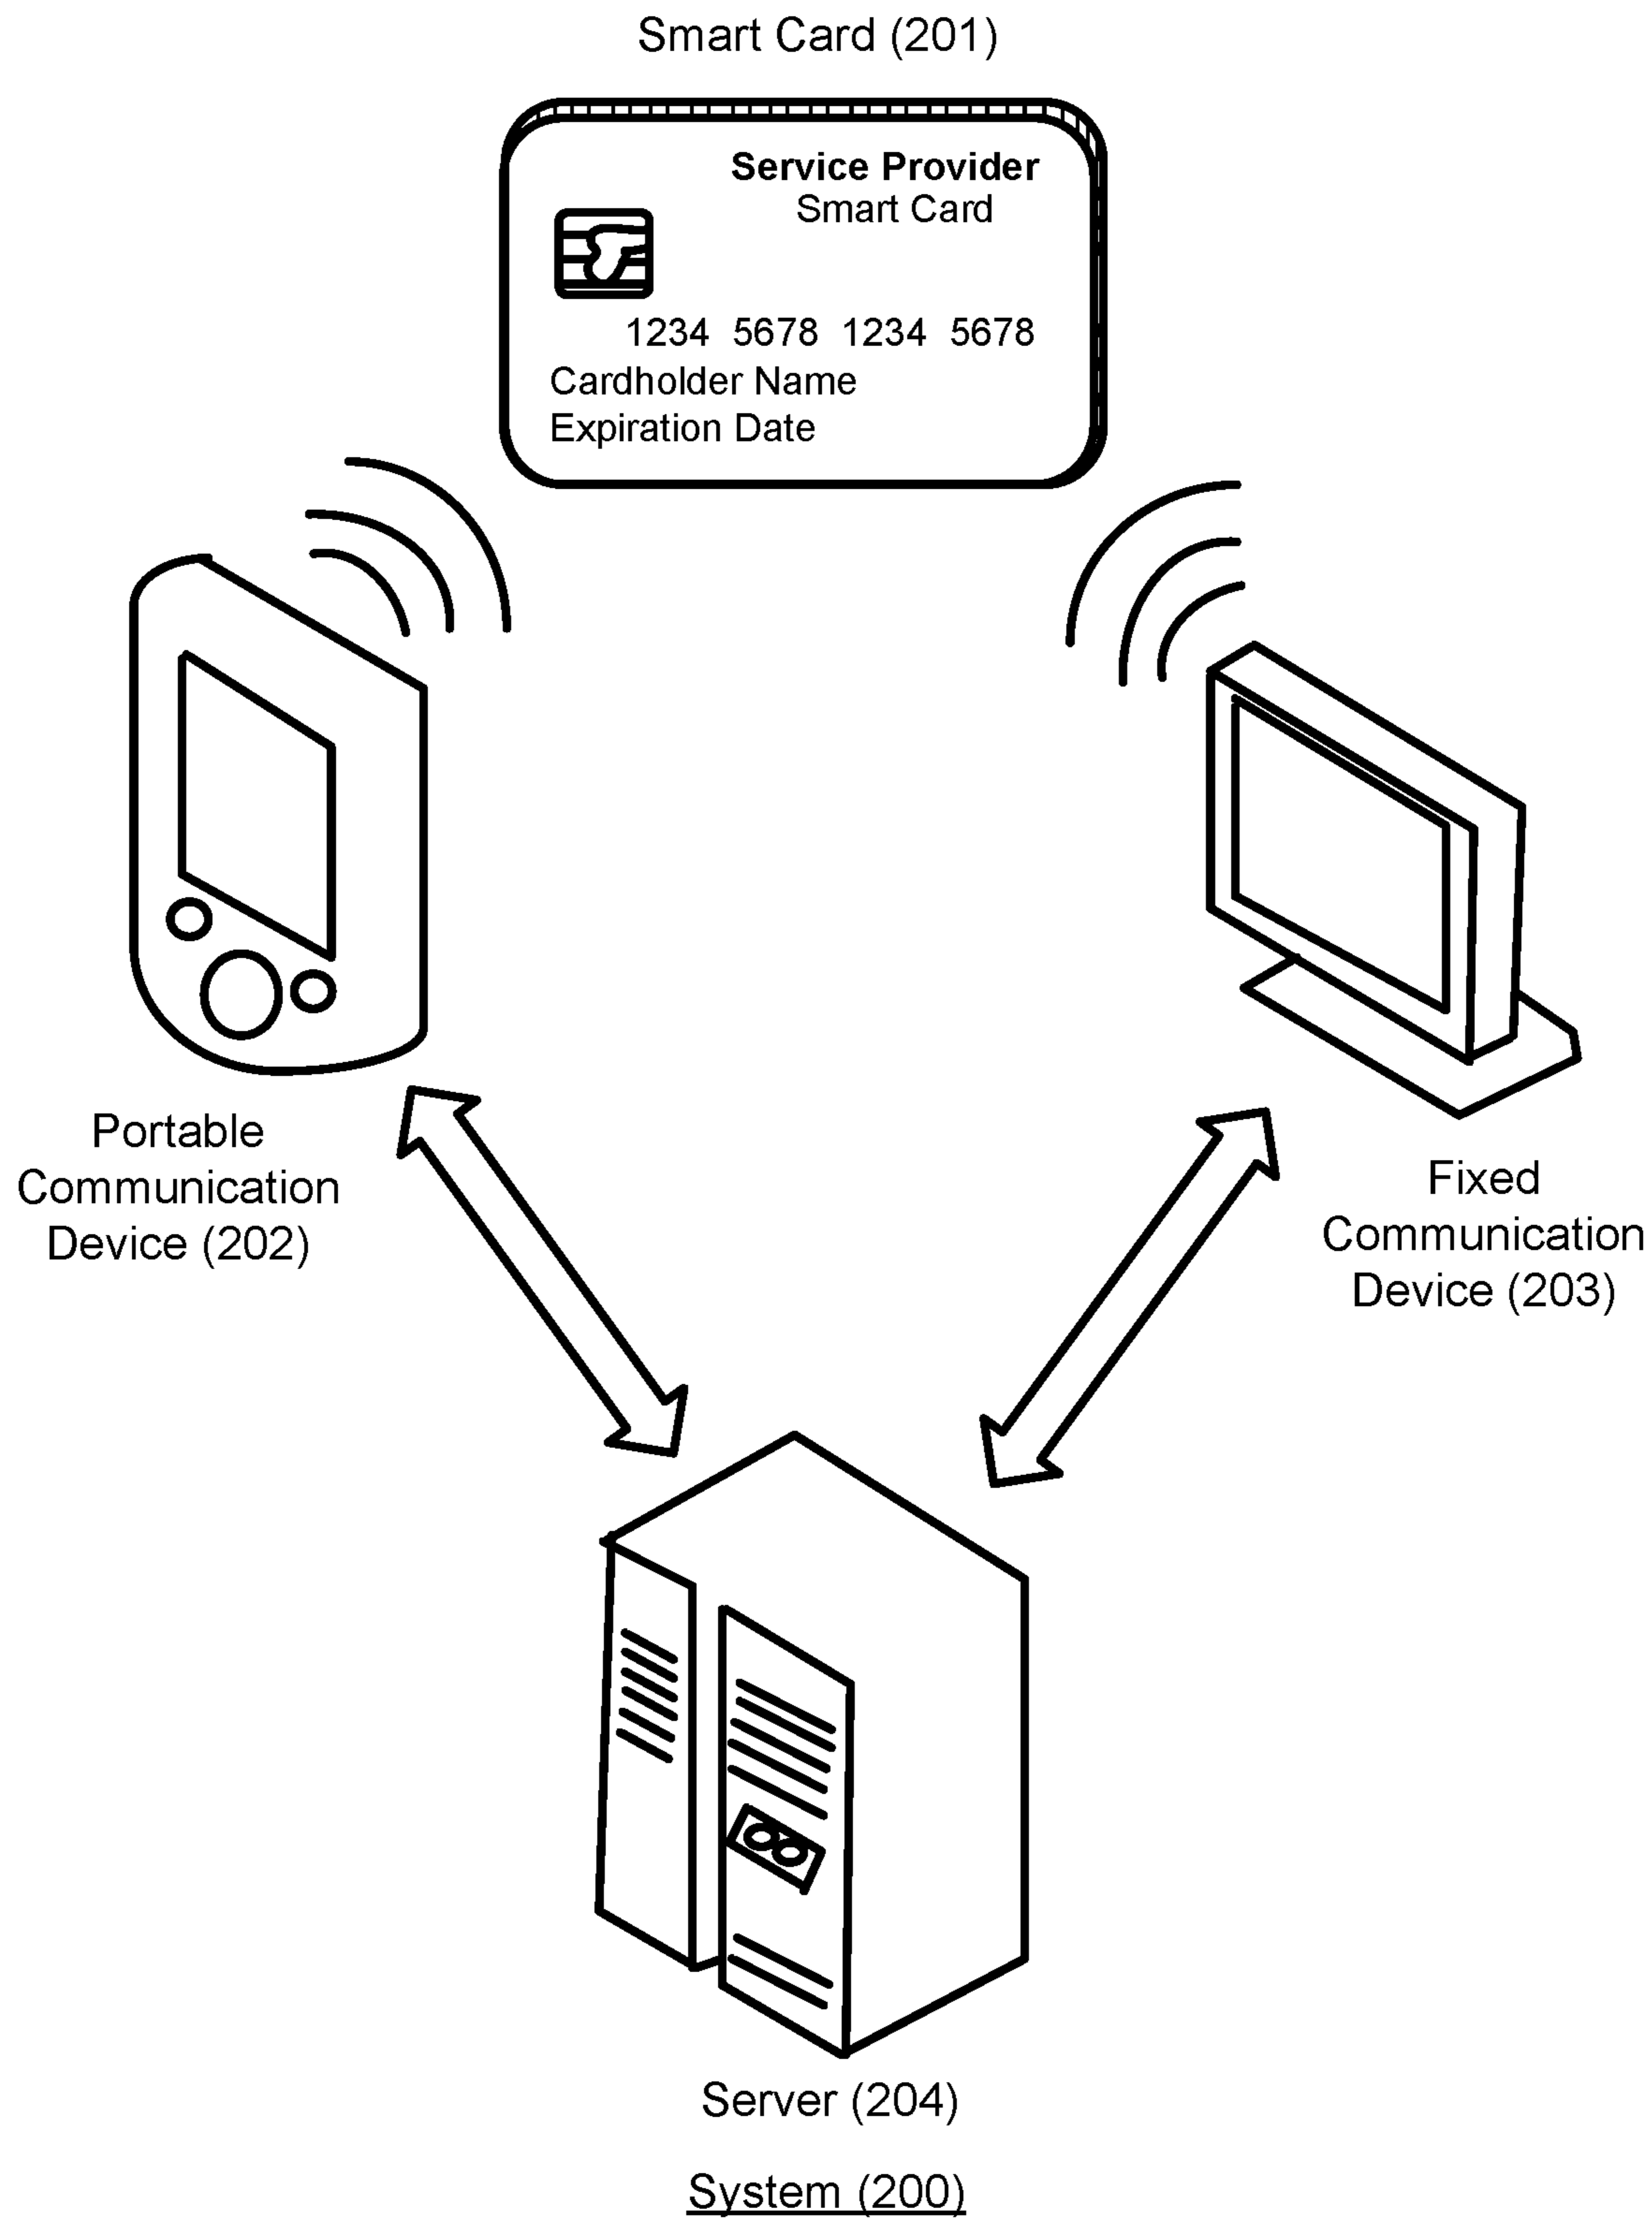 Smart Card (201)
Service Provider
Smart Card
1234 5678 1234 5678
Cardholder Name
Expiration Date
Portable
Communication
Device (202)
Fixed
Communication
Device (203)
Server (204)
System (200)